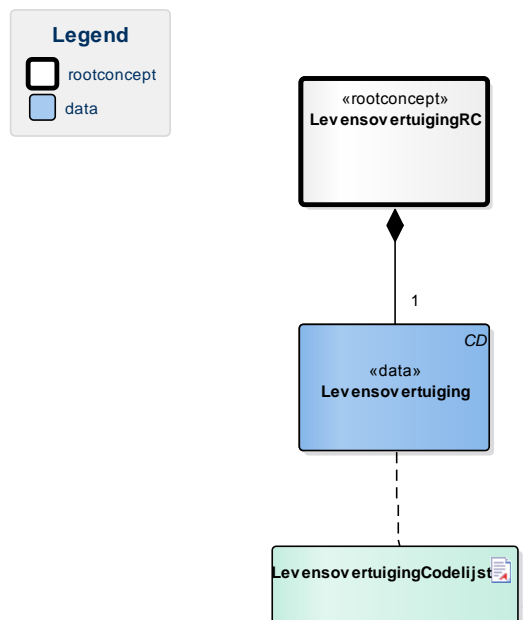 Legend
rootconcept
data
«rootconcept»
LevensovertuigingRC
1
CD
«data»
Levensovertuiging
LevensovertuigingCodelijst